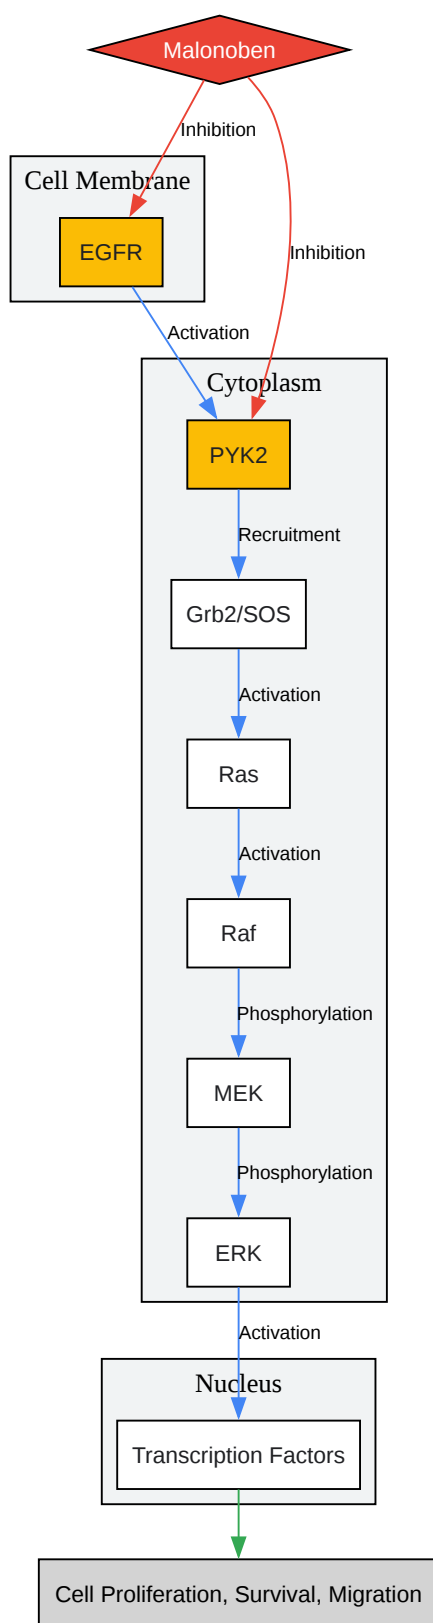 Malonoben
Inhibition
Cell Membrane
EGFR
Inhibition
Activation
Cytoplasm
PYK2
Recruitment
Grb2/SOS
Activation
Ras
Activation
Raf
Phosphorylation
MEK
Phosphorylation
ERK
Activation
Nucleus
Transcription Factors
Cell Proliferation, Survival, Migration